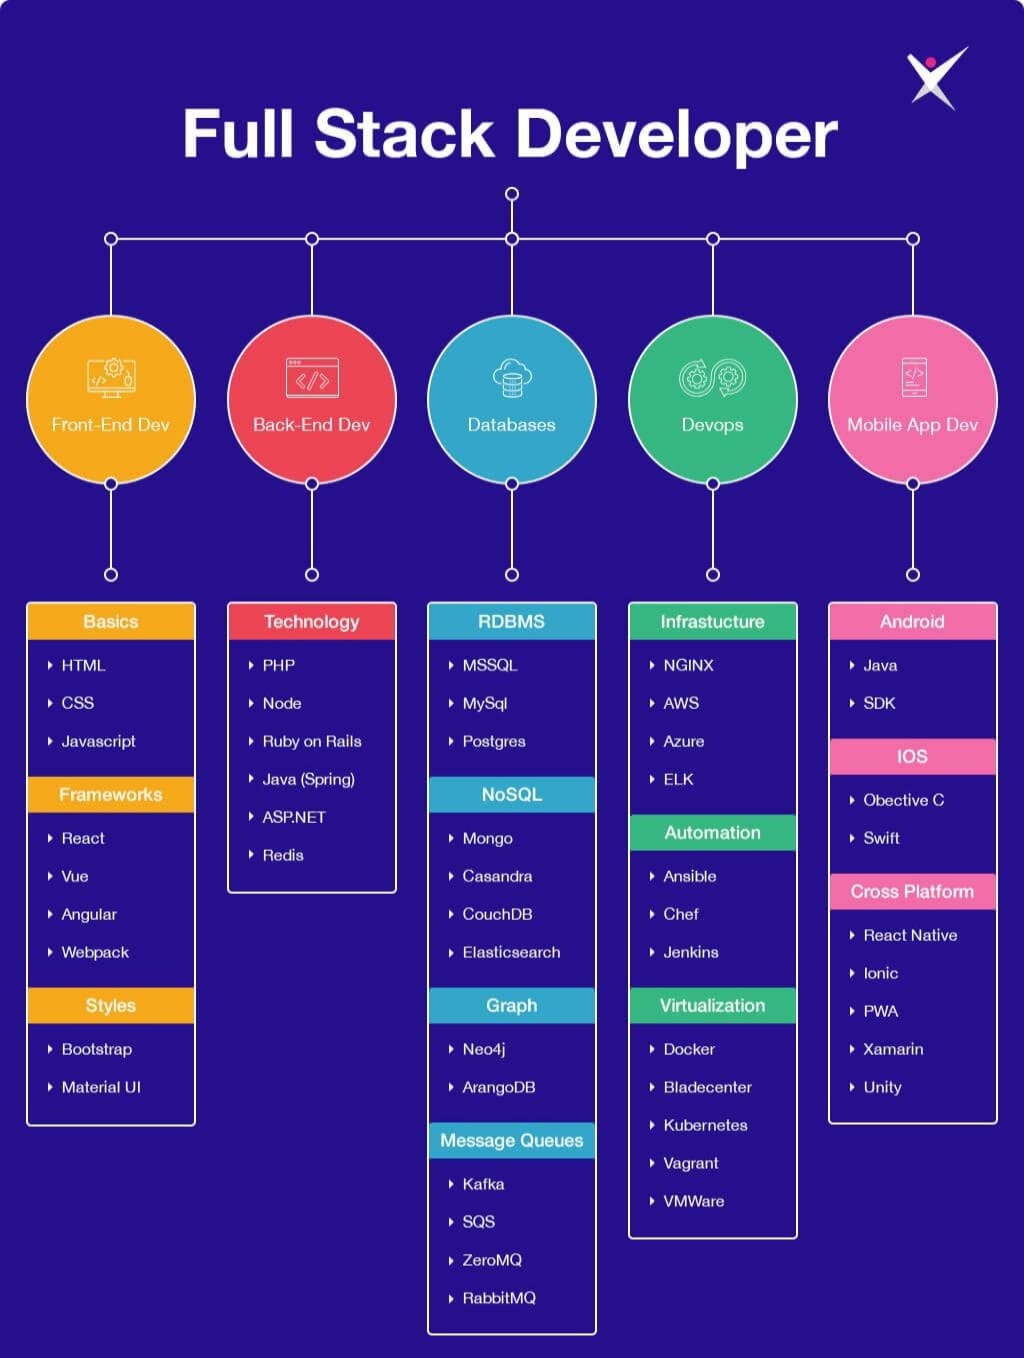 Full Stack Developer
Front-End Dev
Back-End Dev
Databases
Devops
Mobile App Dev
Basics
HTML
CSS
Javascript
Frameworks
React
Vue
Angular
Webpack
Styles
Bootstrap
Material UI
Technology
PHP
Node
Ruby on Rails
Java (Spring)
ASP.NET
Redis
RDBMS
MSSQL
MySql
Postgres
NoSQL
Mongo
Casandra
CouchDB
Elasticsearch
Graph
Neo4j
ArangoDB
Message Queues
Kafka
SQS
ZeroMQ
RabbitMQ
Infrastucture
NGINX
AWS
Azure
ELK
Automation
Ansible
Chef
Jenkins
Virtualization
Docker
Bladecenter
Kubernetes
Vagrant
VMWare
Android
Java
SDK
IOS
Obective C
Swift
Cross Platform
React Native
Ionic
PWA
Xamarin
Unity